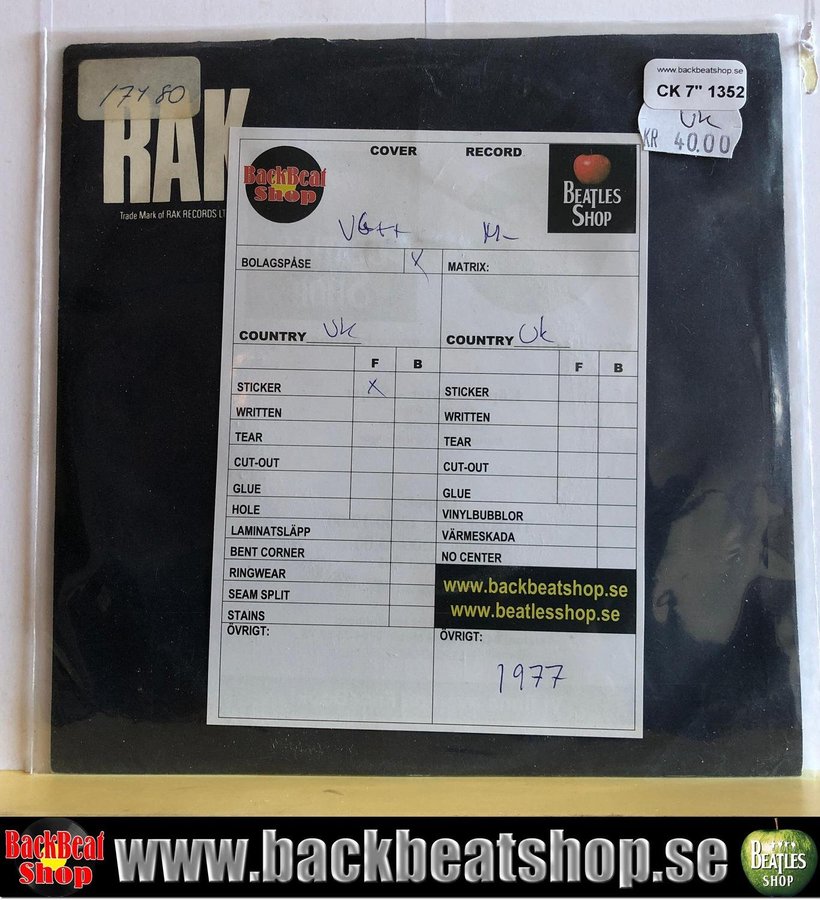 17480
RAK
Trade Mark of RAK RECORDS LT
www.backbeatshop.se
CK 7" 1352
UK
KR 40.00
COVER RECORD
BackBeat
Shop
BEATLES
SHOP
VG++ M-
BOLAGSPÅSE X MATRIX:
COUNTRY UK COUNTRY UK
F B F B
STICKER X STICKER
WRITTEN WRITTEN
TEAR TEAR
CUT-OUT CUT-OUT
GLUE GLUE
HOLE VINYLBUBBLOR
LAMINATSLÄPP VÄRMESKADA
BENT CORNER NO CENTER
RINGWEAR
SEAM SPLIT
STAINS
www.backbeatshop.se
www.beatlesshop.se
ÖVRIGT: ÖVRIGT:
1977
BackBeat
Shop
www.backbeatshop.se
BEATLES
SHOP